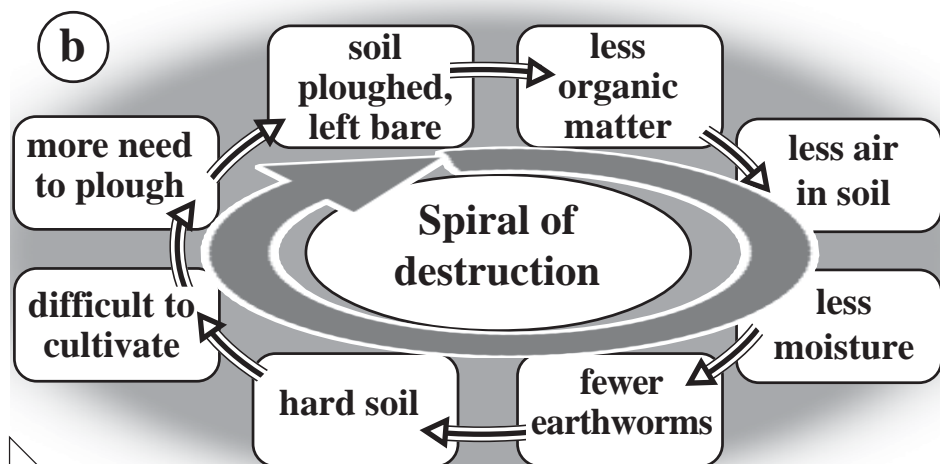 b
soil
ploughed,
left bare
less
organic
matter
less air
in soil
less
moisture
fewer
earthworms
hard soil
difficult to
cultivate
more need
to plough
Spiral of
destruction